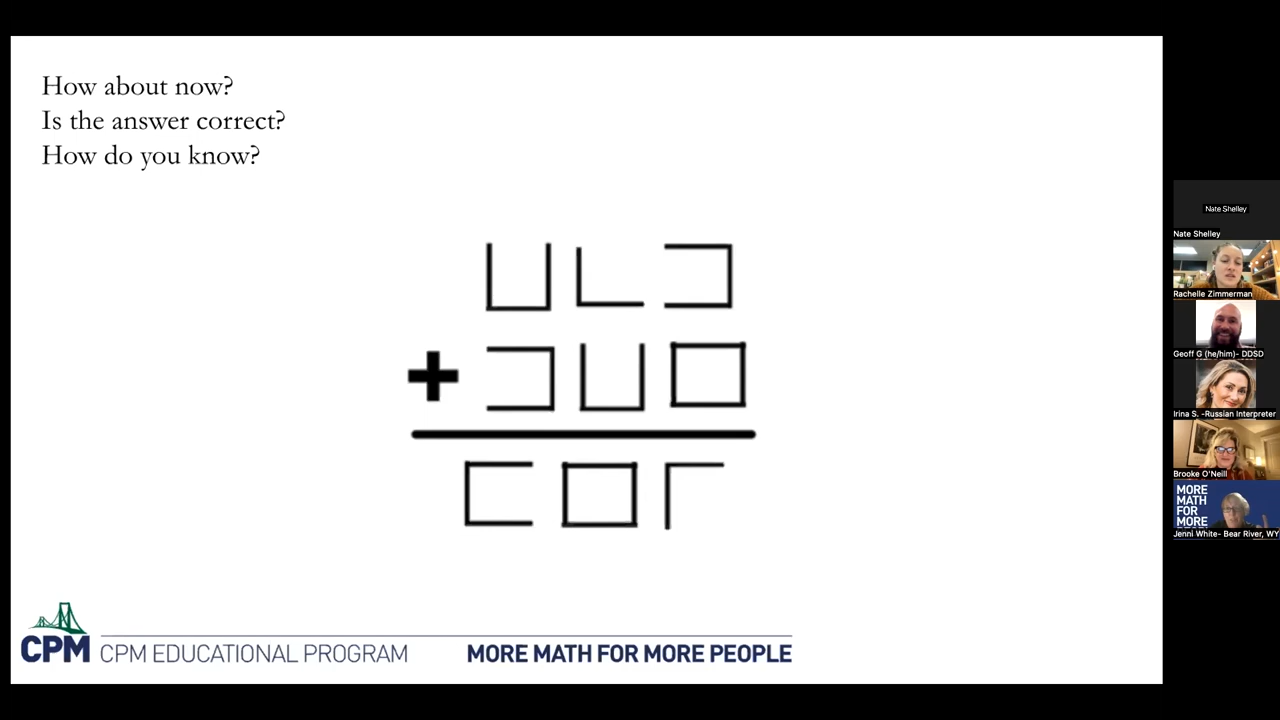 How about now?
Is the answer correct?
How do you know?
+
CPM CPM EDUCATIONAL PROGRAM
MORE MATH FOR MORE PEOPLE
Nate Shelley
Nate Shelley
Rachelle Zimmerman
Geoff G (he/him)- DDSD
Irina S. -Russian Interpreter
Brooke O'Neill
MORE
MATH
FOR
MORE
Jenni White- Bear River, WY